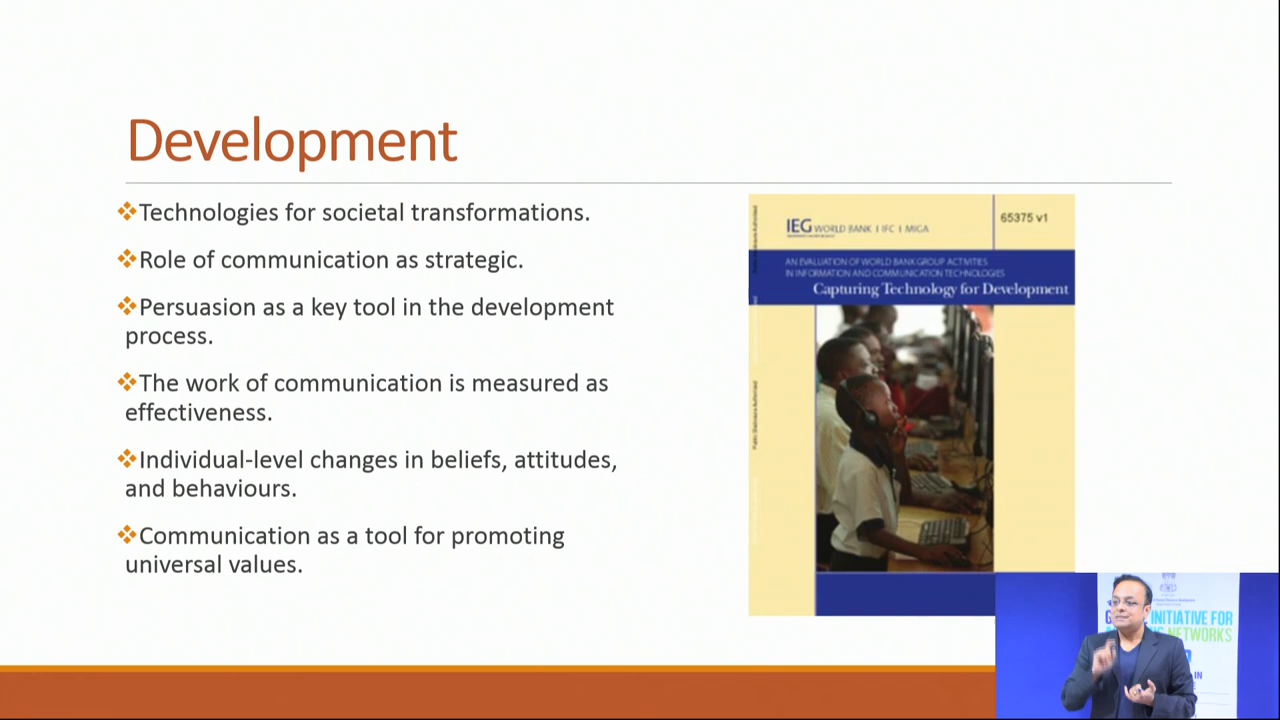 Development
Technologies for societal transformations.
Role of communication as strategic.
Persuasion as a key tool in the development
process.
The work of communication is measured as
effectiveness.
Individual-level changes in beliefs, attitudes,
and behaviours.
Communication as a tool for promoting
universal values.
IEG WORLD BANK I IFC I MIGA
65375 v1
AN EVALUATION OF WORLD BANK GROUP ACTIVITIES
IN INFORMATION AND COMMUNICATION TECHNOLOGIES
Capturing Technology for Development
INITIATIVE FOR
NETWORKS
IN